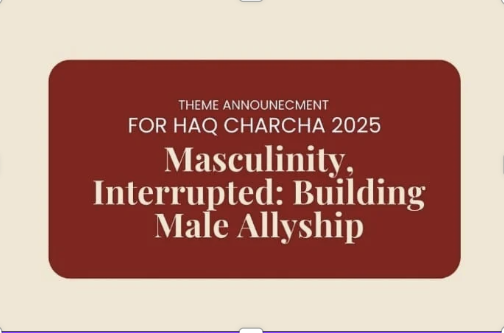 THEME ANNOUNECMENT
FOR HAQ CHARCHA 2025
Masculinity,
Interrupted: Building
Male Allyship